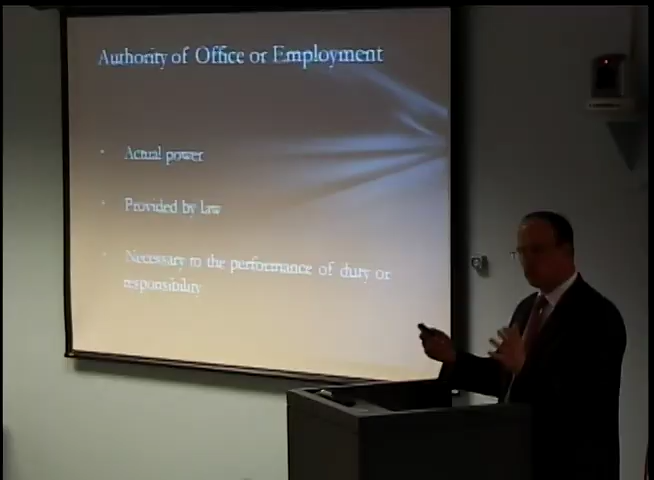 Authority of Office or Employment
· Actual power
· Provided by law
· Necessary to the performance of duty or
responsibility